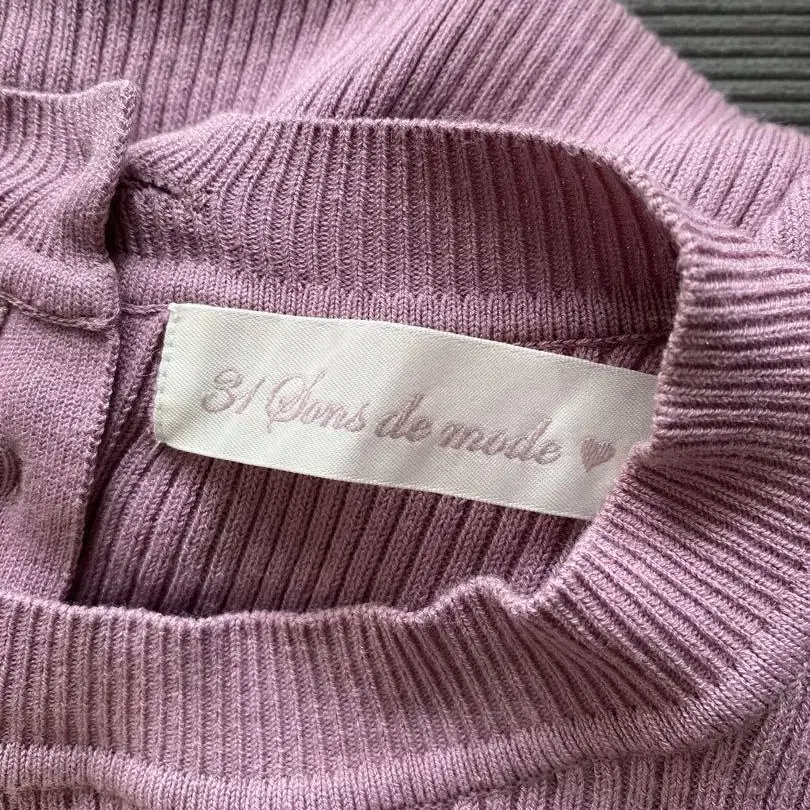 31 Sons de mode ♥